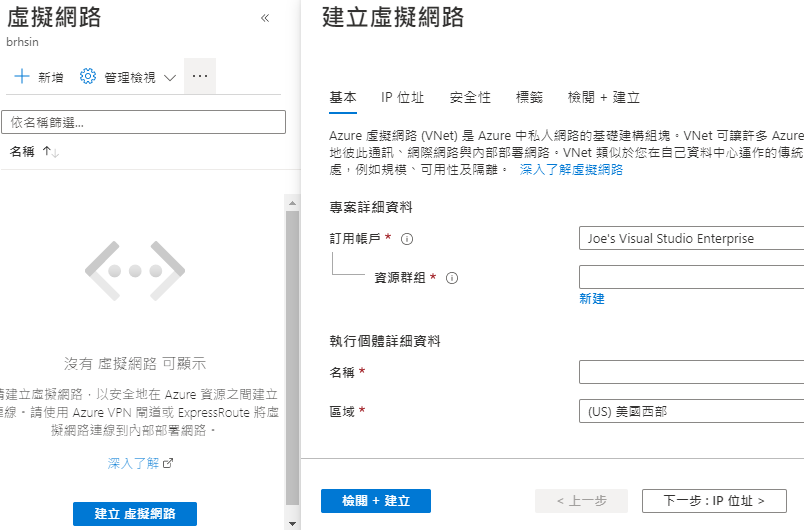 虛擬網路
«
brhsin
新增 管理檢視 ...
依名稱篩選...
名稱 ↑↓
沒有 虛擬網路 可顯示
請建立虛擬網路，以安全地在 Azure 資源之間建立
連線。請使用 Azure VPN 閘道或 ExpressRoute 將虛
擬網路連線到內部部署網路。
深入了解
建立 虛擬網路
建立虛擬網路
基本 IP 位址 安全性 標籤 檢閱 + 建立
Azure 虛擬網路 (VNet) 是 Azure 中私人網路的基礎建構組塊。VNet 可讓許多 Azure
地彼此通訊、網際網路與內部部署網路。VNet 類似於您在自己資料中心運作的傳統
處，例如規模、可用性及隔離。 深入了解虛擬網路
專案詳細資料
訂用帳戶 * Joe's Visual Studio Enterprise
資源群組 *
新建
執行個體詳細資料
名稱 *
區域 * (US) 美國西部
檢閱 + 建立 < 上一步 下一步 : IP 位址 >